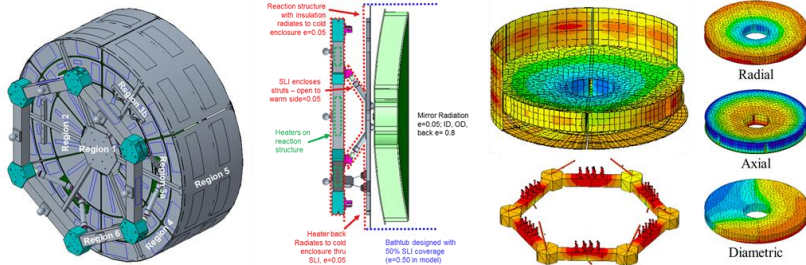 Region 1
Region 2
Region 3b
Region 3a
Region 4
Region 5
Region 6
Reaction structure
with insulation
radiates to cold
enclosure e=0.05
SLI encloses
struts – open to
warm side=0.05
Heaters on
reaction
structure
Heater back
Radiates to cold
enclosure thru
SLI, e=0.05
Mirror Radiation
e=0.05; ID, OD,
back e= 0.8
Bathtub designed with
50% SLI coverage
(e=0.50 in model)
Radial
Axial
Diametric